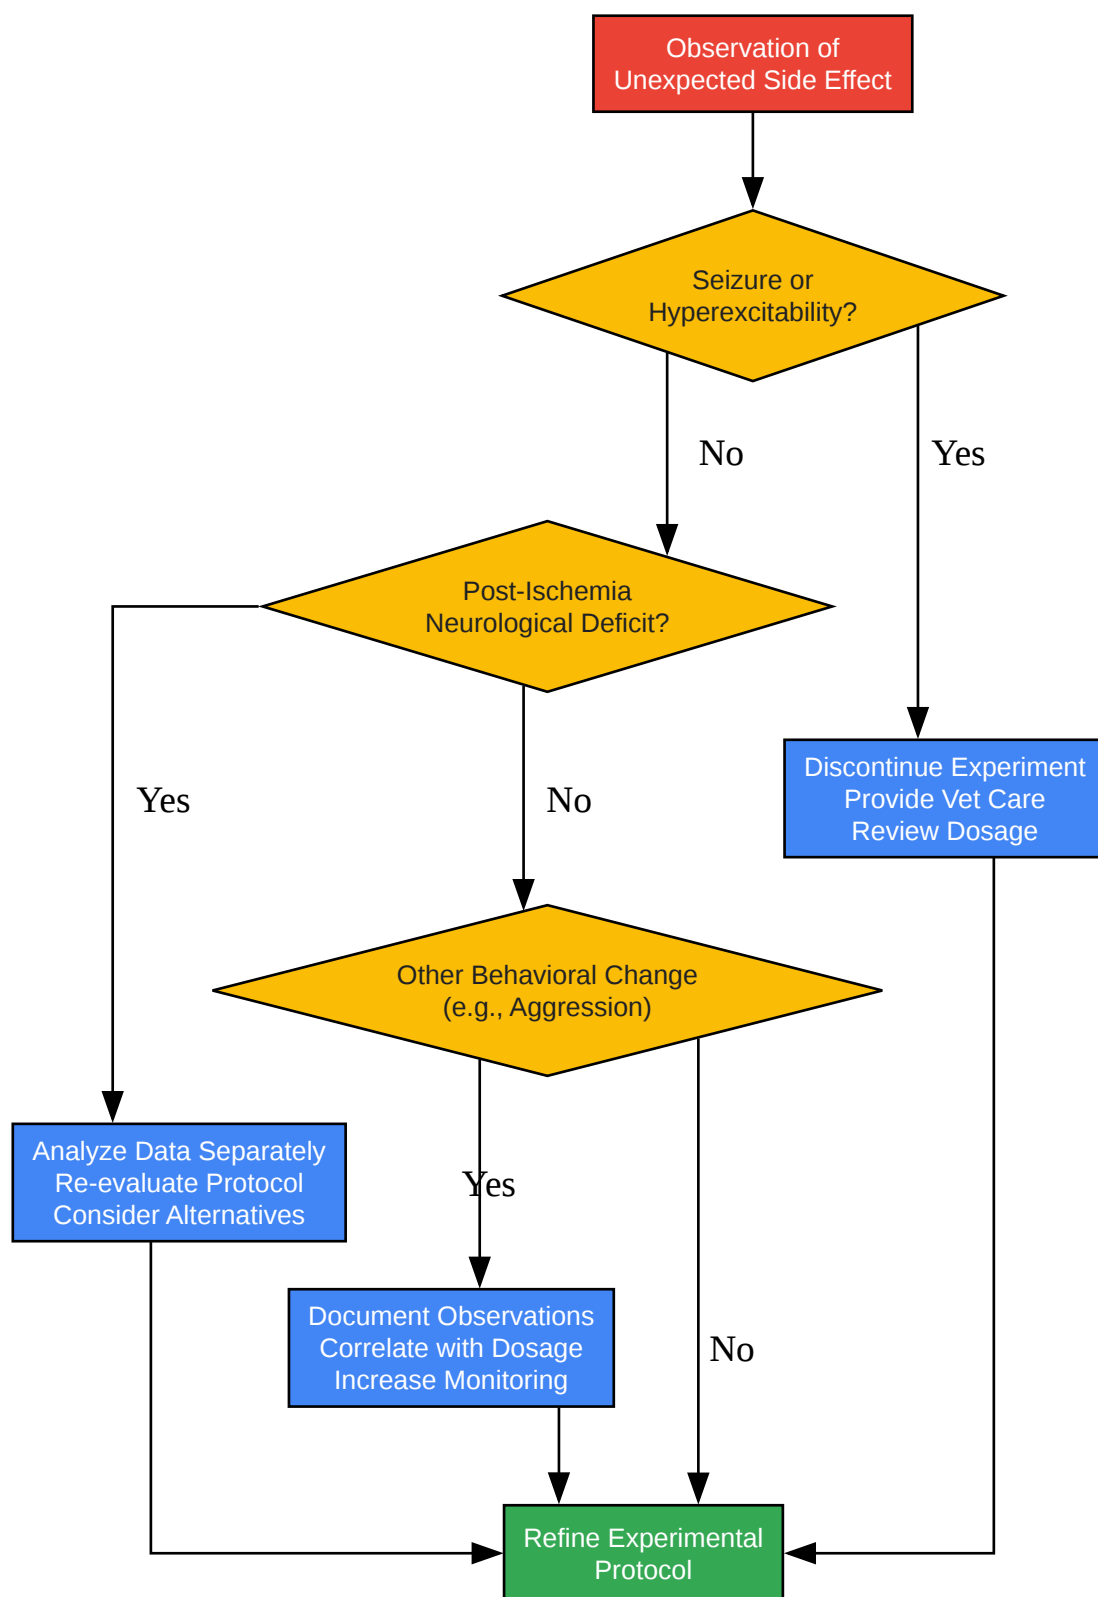 Observation of
Unexpected Side Effect
Seizure or
Hyperexcitability?
No
Yes
Post-Ischemia
Neurological Deficit?
Yes
No
Discontinue Experiment
Provide Vet Care
Review Dosage
Other Behavioral Change
(e.g., Aggression)
Analyze Data Separately
Re-evaluate Protocol
Consider Alternatives
Yes
Document Observations
Correlate with Dosage
Increase Monitoring
No
Refine Experimental
Protocol